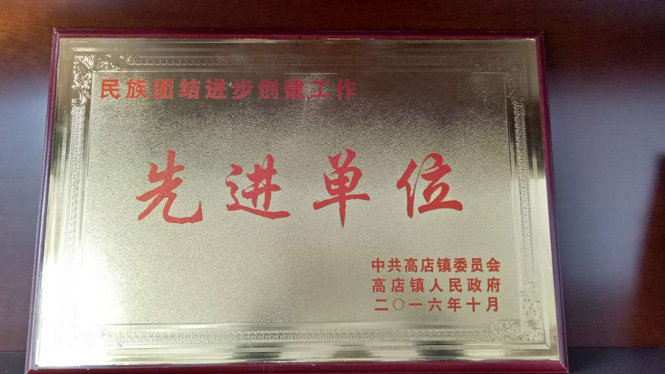 民族团结进步创建工作
先进单位
中共高店镇委员会
高店镇人民政府
二〇一六年十月